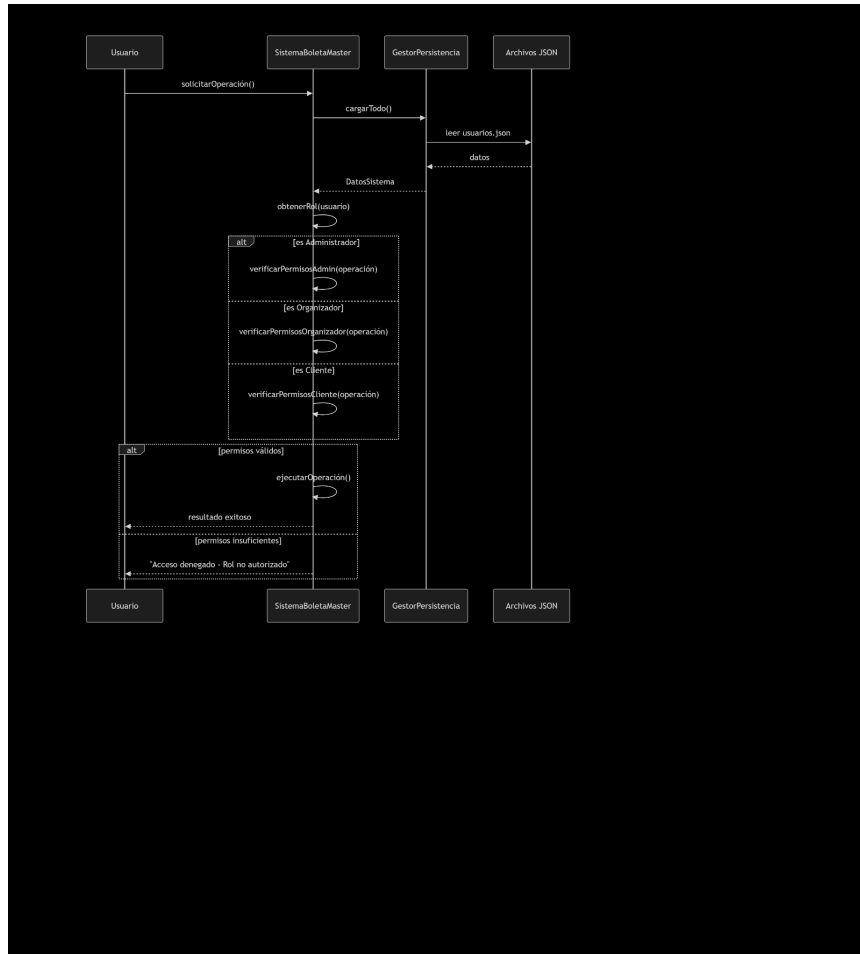 Usuario
SistemaBoletaMaster
GestorPersistencia
Archivos JSON
solicitarOperación()
cargarTodo()
leer usuarios.json
datos
DatosSistema
obtenerRol(usuario)
alt
[es Administrador]
verificarPermisosAdmin(operación)
[es Organizador]
verificarPermisosOrganizador(operación)
[es Cliente]
verificarPermisosCliente(operación)
alt
[permisos válidos]
ejecutarOperación()
resultado exitoso
[permisos insuficientes]
"Acceso denegado - Rol no autorizado"
Usuario
SistemaBoletaMaster
GestorPersistencia
Archivos JSON